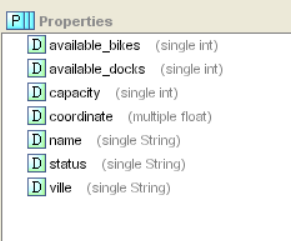 P Properties
D available_bikes (single int)
D available_docks (single int)
D capacity (single int)
D coordinate (multiple float)
D name (single String)
D status (single String)
D ville (single String)